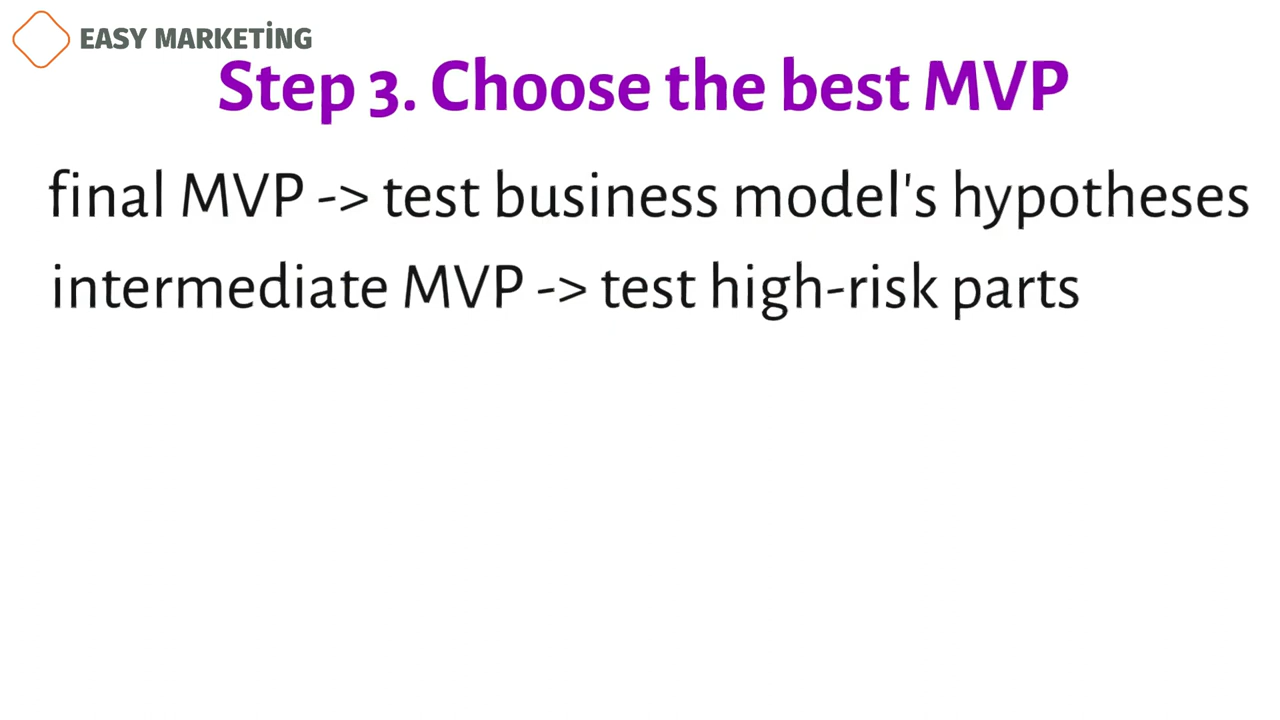 EASY MARKETİNG
Step 3. Choose the best MVP
final MVP -> test business model's hypotheses
intermediate MVP -> test high-risk parts